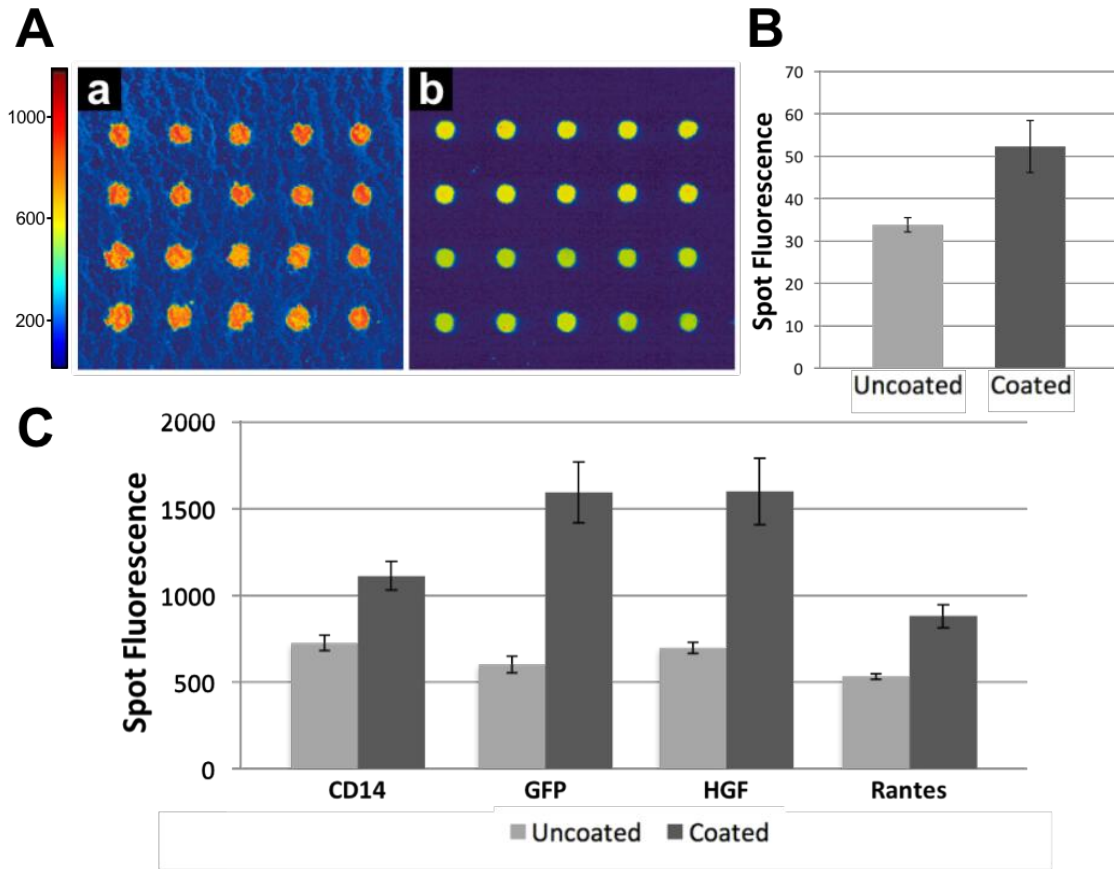 A
B
a
b
1000
600
200
Spot Fluorescence
70
60
50
40
30
20
10
0
Uncoated
Coated
C
Spot Fluorescence
2000
1500
1000
500
0
CD14
GFP
HGF
Rantes
Uncoated
Coated